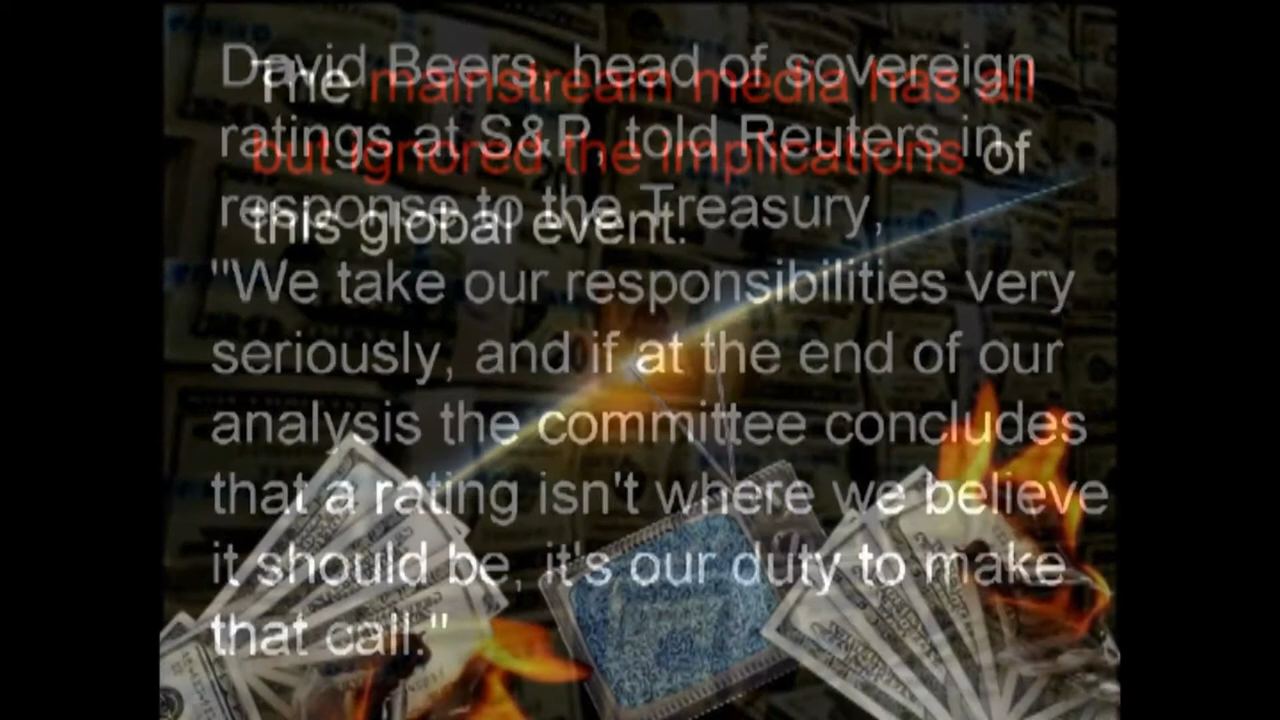 David Beers, head of sovereign
ratings at S&P, told Reuters in
response to the Treasury,
"We take our responsibilities very
seriously, and if at the end of our
analysis the committee concludes
that a rating isn't where we believe
it should be, it's our duty to make
that call."
The mainstream media has all
but ignored the implications of
this global event.